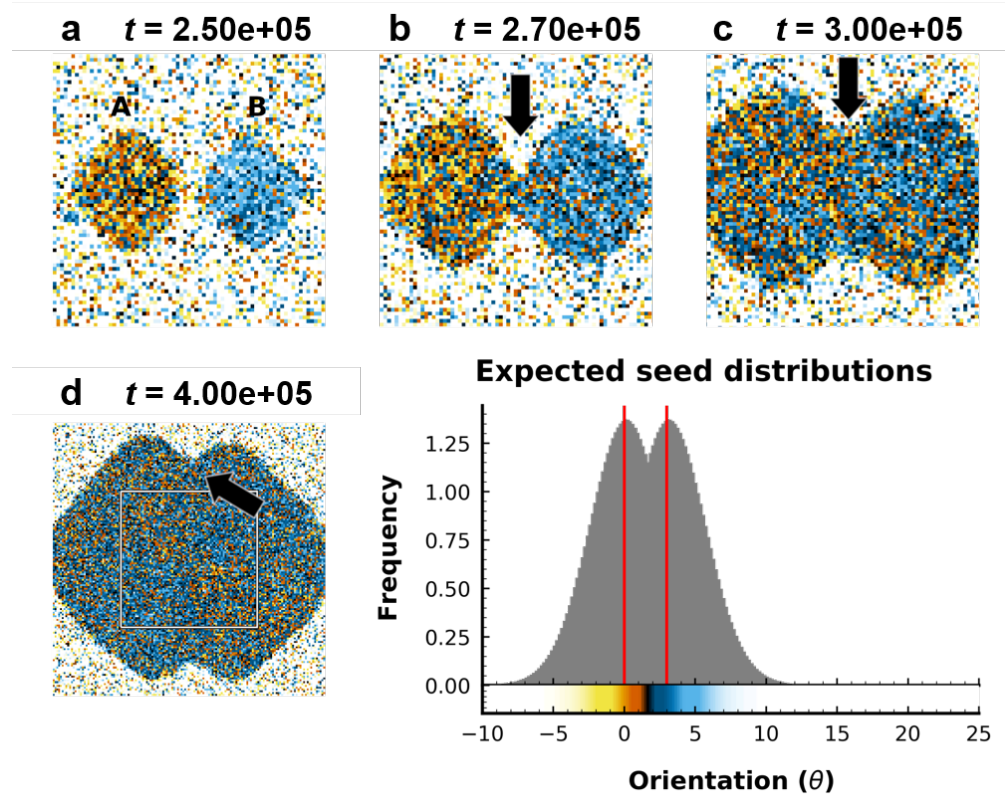 a t = 2.50e+05
b t = 2.70e+05
c t = 3.00e+05
A
B
d t = 4.00e+05
Expected seed distributions
Frequency
1.25
1.00
0.75
0.50
0.25
0.00
−10 −5 0 5 10 15 20 25
Orientation (θ)